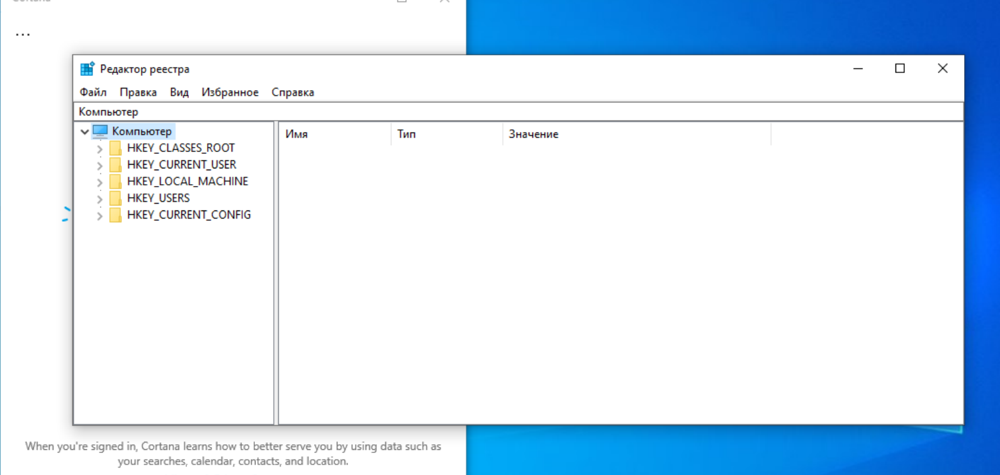 Cortana
...
Редактор реестра
Файл Правка Вид Избранное Справка
Компьютер
Компьютер
HKEY_CLASSES_ROOT
HKEY_CURRENT_USER
HKEY_LOCAL_MACHINE
HKEY_USERS
HKEY_CURRENT_CONFIG
Имя Тип Значение
When you're signed in, Cortana learns how to better serve you by using data such as
your searches, calendar, contacts, and location.